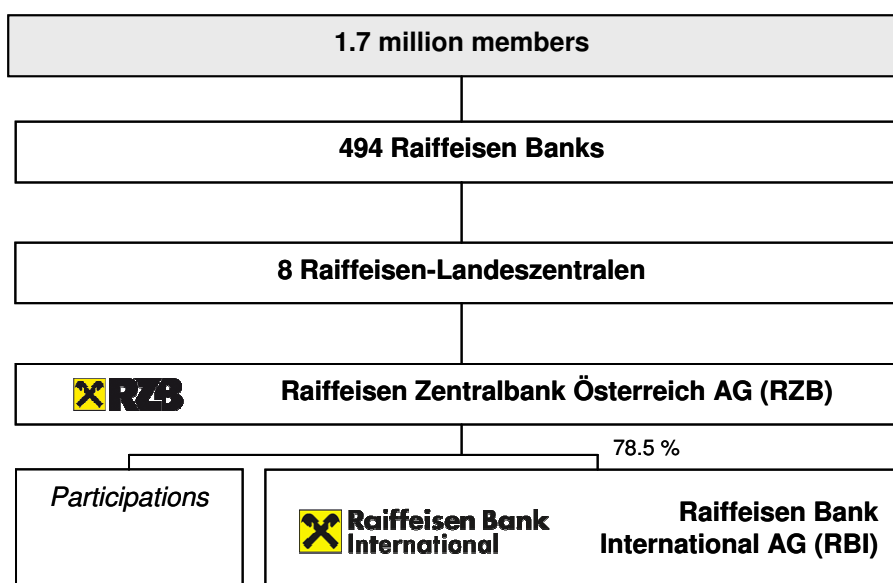 1.7 million members
494 Raiffeisen Banks
8 Raiffeisen-Landeszentralen
RZB Raiffeisen Zentralbank Österreich AG (RZB)
78.5 %
Participations
Raiffeisen Bank
International
Raiffeisen Bank
International AG (RBI)